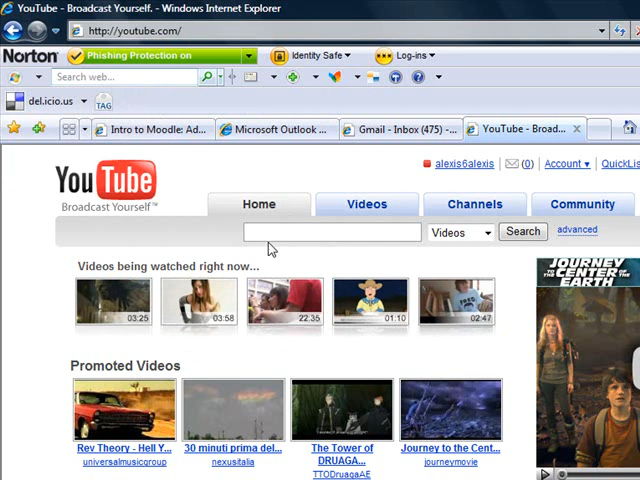 YouTube - Broadcast Yourself. - Windows Internet Explorer
http://youtube.com/
Norton
Phishing Protection on
Identity Safe
Log-ins
Search web...
del.icio.us
TAG
Intro to Moodle: Ad...
Microsoft Outlook ...
Gmail - Inbox (475) -...
YouTube - Broad...
alexis6alexis
(0)
Account
QuickLis
YouTube
Broadcast Yourself™
Home
Videos
Channels
Community
Videos
Search
advanced
Videos being watched right now...
03:25
03:58
22:35
01:10
02:47
Promoted Videos
Rev Theory - Hell Y...
universalmusicgroup
30 minuti prima del...
nexusitalia
The Tower of
DRUAGA...
TTODruagaAE
Journey to the Cent...
journeymovie
JOURNEY
TO THE CENTER OF
THE EARTH